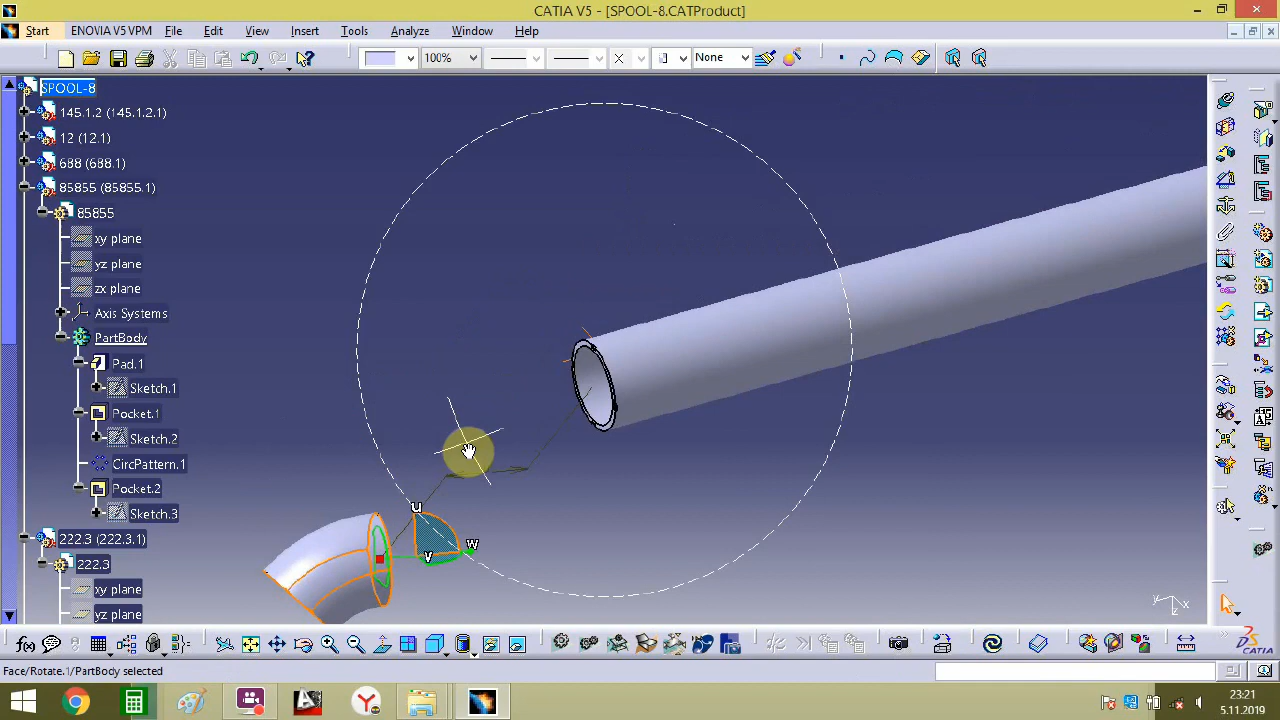 CATIA V5 - [SPOOL-8.CATProduct]
Start ENOVIA V5 VPM File Edit View Insert Tools Analyze Window Help
100% None
SPOOL-8
145.1.2 (145.1.2.1)
12 (12.1)
688 (688.1)
85855 (85855.1)
85855
xy plane
yz plane
zx plane
Axis Systems
PartBody
Pad.1
Sketch.1
Pocket.1
Sketch.2
CircPattern.1
Pocket.2
Sketch.3
222.3 (222.3.1)
222.3
xy plane
yz plane
u
v
w
y x
z
CATIA
Face/Rotate.1/PartBody selected
23:21
5.11.2019